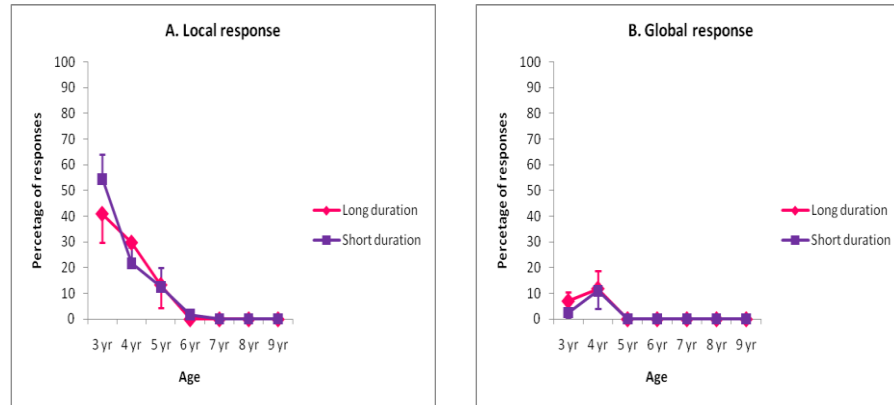 A. Local response
100
90
80
70
60
50
40
30
20
10
0
Percetage of responses
3 yr 4 yr 5 yr 6 yr 7 yr 8 yr 9 yr
Age
Long duration
Short duration
B. Global response
100
90
80
70
60
50
40
30
20
10
0
Percetage of responses
3 yr 4 yr 5 yr 6 yr 7 yr 8 yr 9 yr
Age
Long duration
Short duration